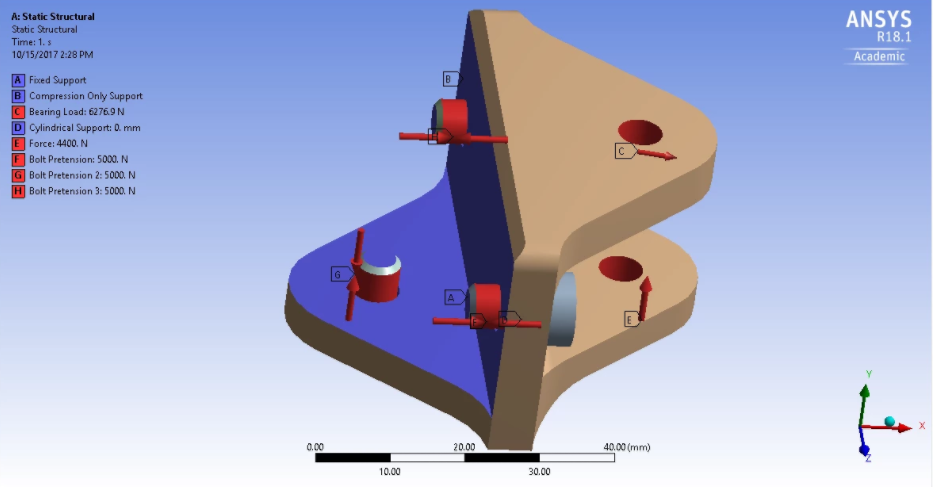 A: Static Structural
Static Structural
Time: 1. s
10/15/2017 2:28 PM
A Fixed Support
B Compression Only Support
C Bearing Load: 6276.9 N
D Cylindrical Support: 0. mm
E Force: 4400. N
F Bolt Pretension: 5000. N
G Bolt Pretension 2: 5000. N
H Bolt Pretension 3: 5000. N
ANSYS
R18.1
Academic
B
C
G
A
E
Y
X
Z
0.00 20.00 40.00 (mm)
10.00 30.00